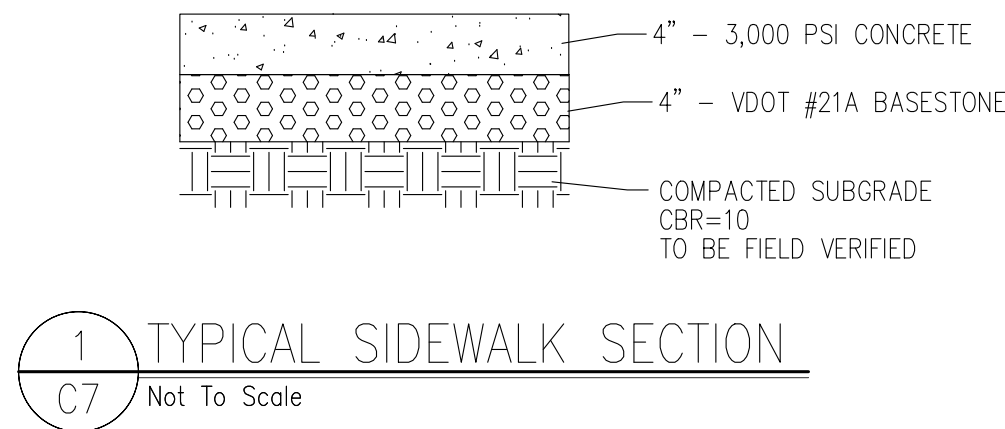 4" - 3,000 PSI CONCRETE
4" - VDOT #21A BASESTONE
COMPACTED SUBGRADE
CBR=10
TO BE FIELD VERIFIED
1
C7
TYPICAL SIDEWALK SECTION
Not To Scale